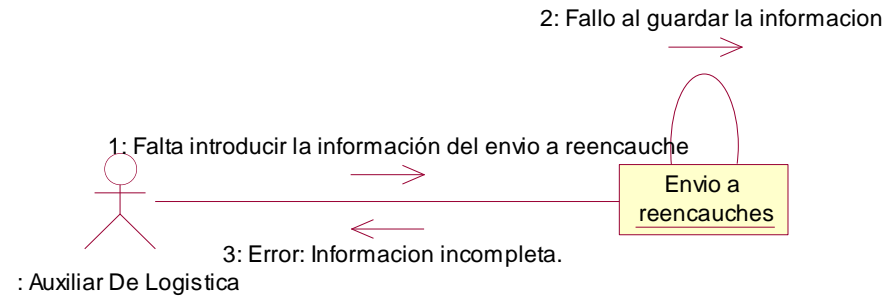 2: Fallo al guardar la informacion
1: Falta introducir la información del envio a reencauche
Envio a
reencauches
3: Error: Informacion incompleta.
: Auxiliar De Logistica